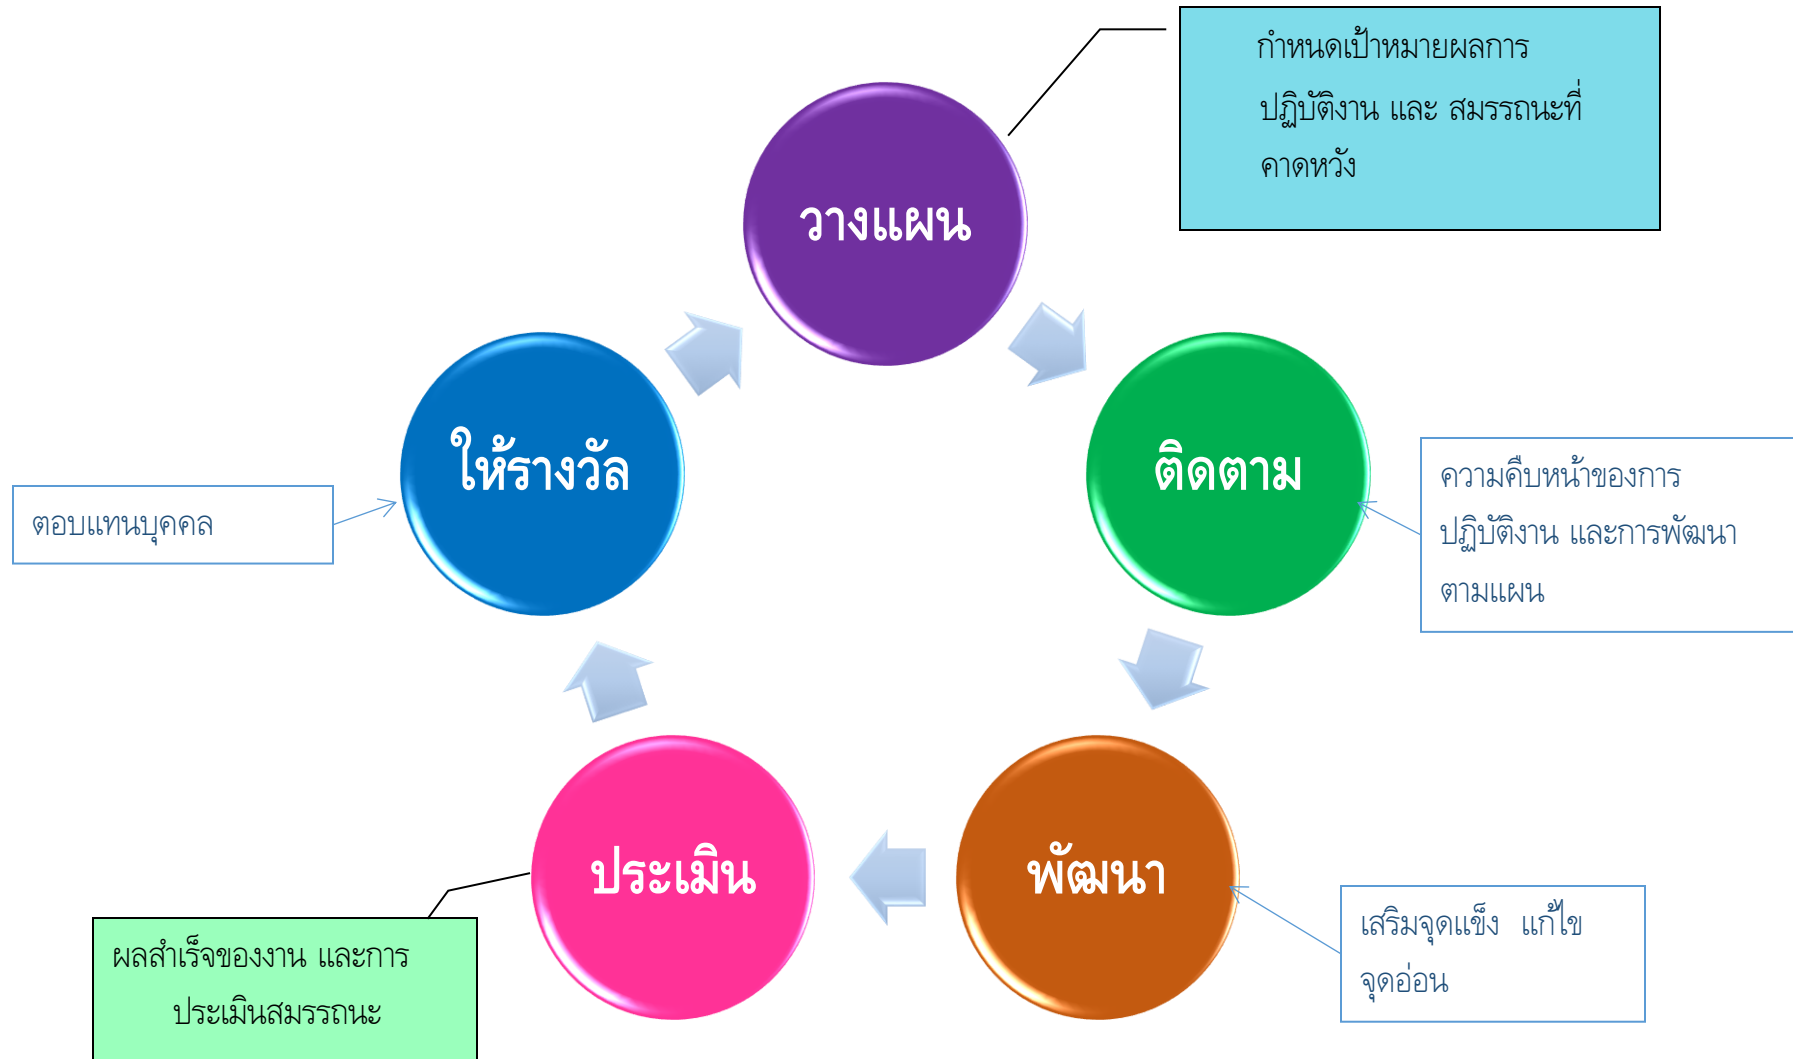 กำหนดเป้าหมายผลการ
ปฏิบัติงาน และ สมรรถนะที่
คาดหวัง
วางแผน
ติดตาม
ความคืบหน้าของการ
ปฏิบัติงาน และการพัฒนา
ตามแผน
พัฒนา
เสริมจุดแข็ง แก้ไข
จุดอ่อน
ประเมิน
ผลสำเร็จของงาน และการ
ประเมินสมรรถนะ
ให้รางวัล
ตอบแทนบุคคล